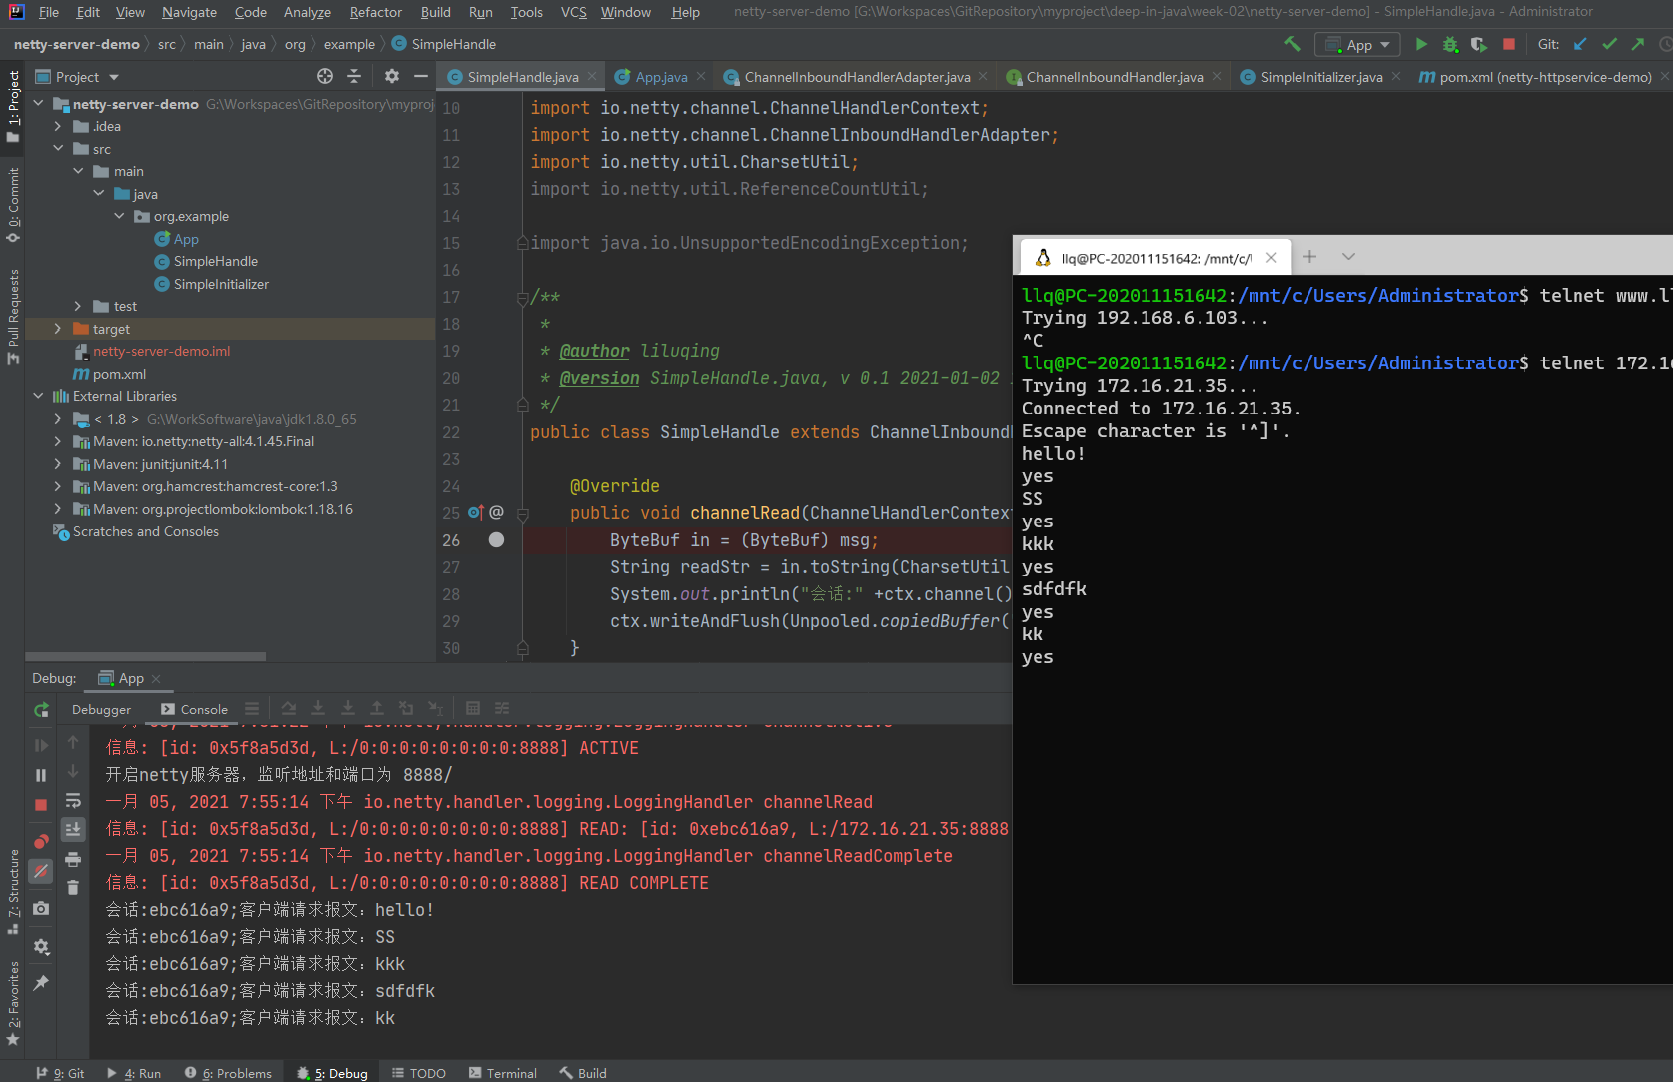 File Edit View Navigate Code Analyze Refactor Build Run Tools VCS Window Help netty-server-demo [G:\Workspaces\GitRepository\myproject\deep-in-java\week-02\netty-server-demo] - SimpleHandle.java - Administrator
netty-server-demo src main java org example SimpleHandle App Git:
Project
SimpleHandle.java App.java ChannelInboundHandlerAdapter.java ChannelInboundHandler.java SimpleInitializer.java pom.xml (netty-httpservice-demo)
1: Project
0: Commit
Pull Requests
7: Structure
2: Favorites
netty-server-demo G:\Workspaces\GitRepository\myproj
.idea
src
main
java
org.example
App
SimpleHandle
SimpleInitializer
test
target
netty-server-demo.iml
pom.xml
External Libraries
< 1.8 > G:\WorkSoftware\java\jdk1.8.0_65
Maven: io.netty:netty-all:4.1.45.Final
Maven: junit:junit:4.11
Maven: org.hamcrest:hamcrest-core:1.3
Maven: org.projectlombok:lombok:1.18.16
Scratches and Consoles
10 import io.netty.channel.ChannelHandlerContext;
11 import io.netty.channel.ChannelInboundHandlerAdapter;
12 import io.netty.util.CharsetUtil;
13 import io.netty.util.ReferenceCountUtil;
14
15 import java.io.UnsupportedEncodingException;
16
17 /**
18 *
19 * @author liluqing
20 * @version SimpleHandle.java, v 0.1 2021-01-02
21 */
22 public class SimpleHandle extends ChannelInbound
23
24 @Override
25 public void channelRead(ChannelHandlerContext
26 ByteBuf in = (ByteBuf) msg;
27 String readStr = in.toString(CharsetUtil
28 System.out.println("会话:" +ctx.channel()
29 ctx.writeAndFlush(Unpooled.copiedBuffer(
30 }
llq@PC-202011151642: /mnt/c/
llq@PC-202011151642:/mnt/c/Users/Administrator$ telnet www.l
Trying 192.168.6.103...
^C
llq@PC-202011151642:/mnt/c/Users/Administrator$ telnet 172.1
Trying 172.16.21.35...
Connected to 172.16.21.35.
Escape character is '^]'.
hello!
yes
SS
yes
kkk
yes
sdfdfk
yes
kk
yes
Debug: App
Debugger Console
信息: [id: 0x5f8a5d3d, L:/0:0:0:0:0:0:0:0:8888] ACTIVE
开启netty服务器，监听地址和端口为 8888/
一月 05, 2021 7:55:14 下午 io.netty.handler.logging.LoggingHandler channelRead
信息: [id: 0x5f8a5d3d, L:/0:0:0:0:0:0:0:0:8888] READ: [id: 0xebc616a9, L:/172.16.21.35:8888
一月 05, 2021 7:55:14 下午 io.netty.handler.logging.LoggingHandler channelReadComplete
信息: [id: 0x5f8a5d3d, L:/0:0:0:0:0:0:0:0:8888] READ COMPLETE
会话:ebc616a9;客户端请求报文：hello!
会话:ebc616a9;客户端请求报文：SS
会话:ebc616a9;客户端请求报文：kkk
会话:ebc616a9;客户端请求报文：sdfdfk
会话:ebc616a9;客户端请求报文：kk
9: Git 4: Run 6: Problems 5: Debug TODO Terminal Build